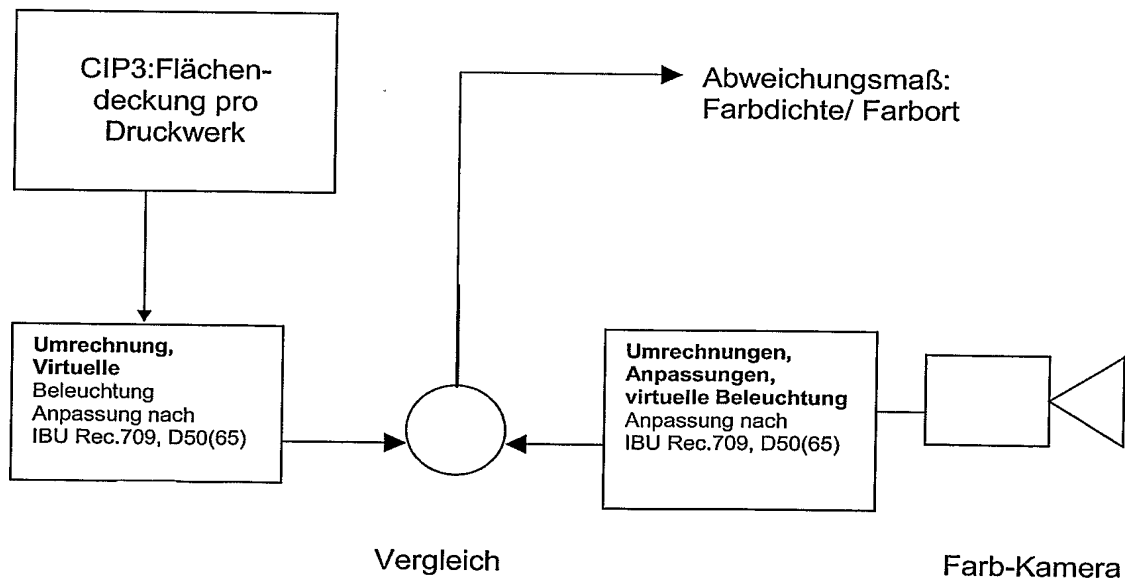 CIP3:Flächen-
deckung pro
Druckwerk
Abweichungsmaß:
Farbdichte/ Farbort
Umrechnung,
Virtuelle
Beleuchtung
Anpassung nach
IBU Rec.709, D50(65)
Umrechnungen,
Anpassungen,
virtuelle Beleuchtung
Anpassung nach
IBU Rec.709, D50(65)
Vergleich
Farb-Kamera